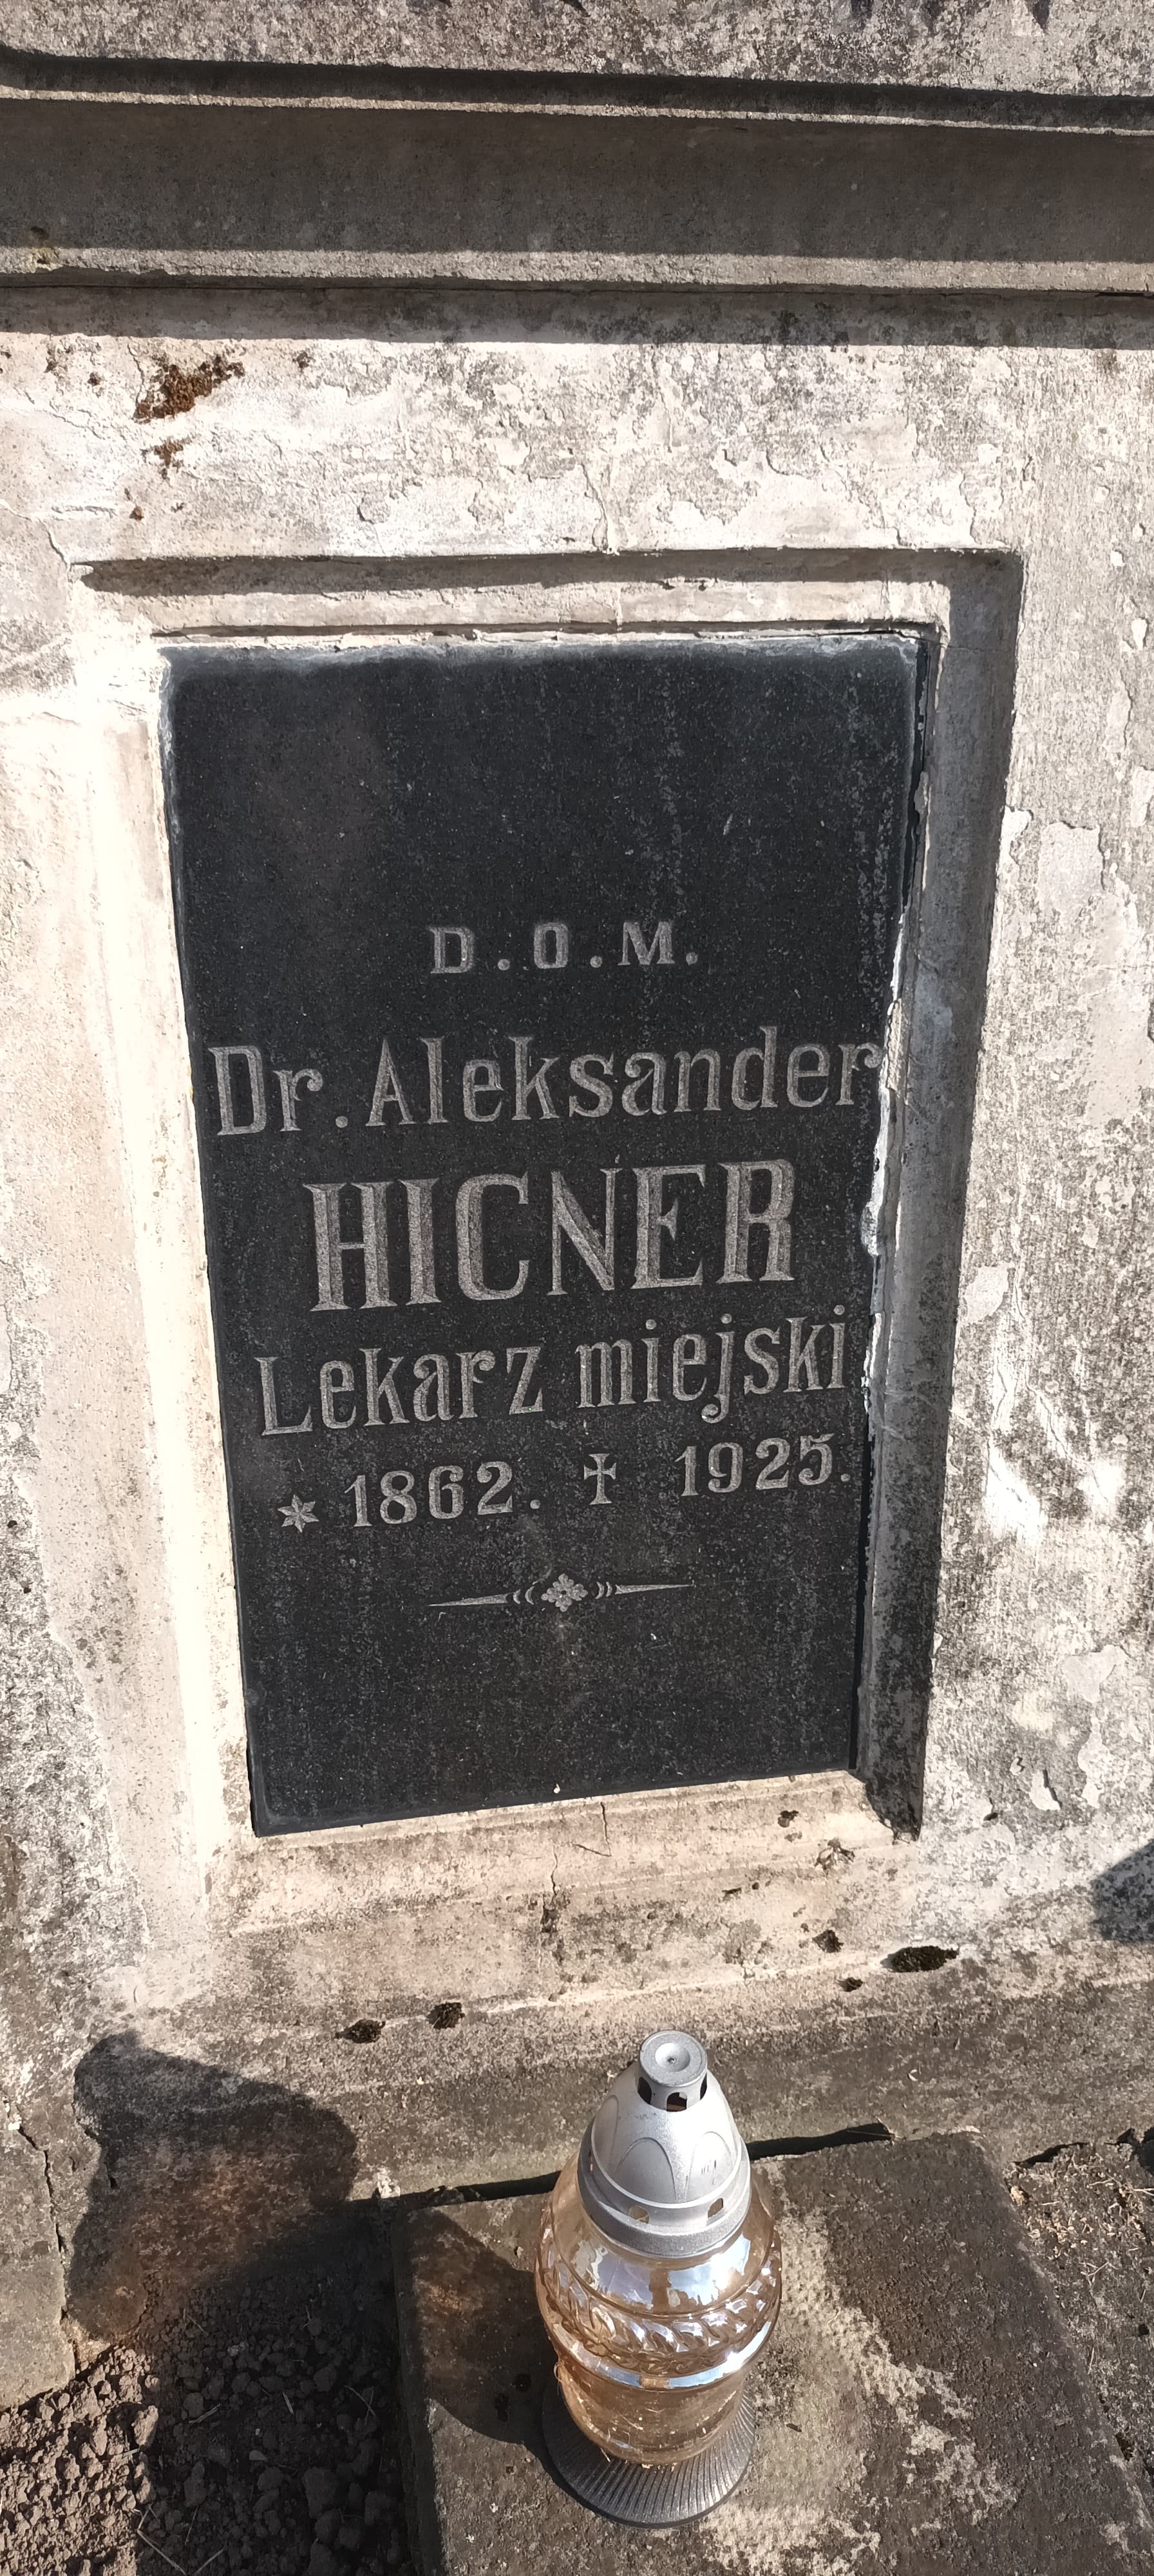 D.O.M.
Dr. Aleksander
HICNER
Lekarz miejski
* 1862. ✝ 1925.